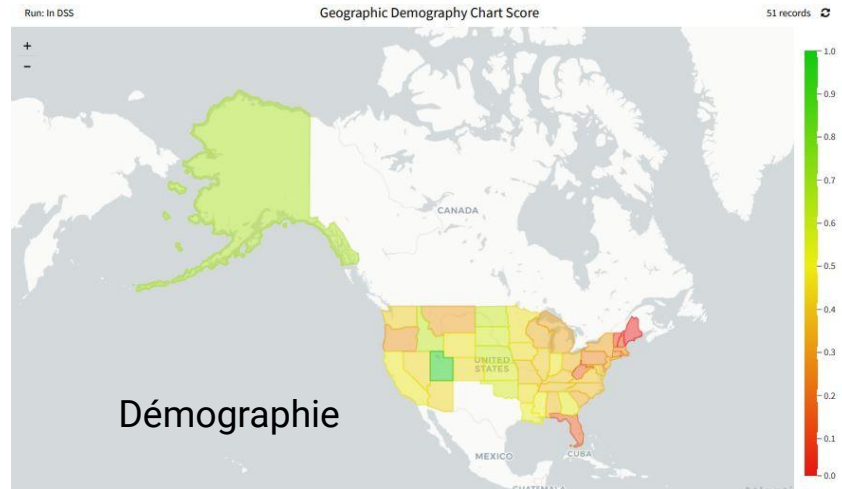 Run: In DSS
Geographic Demography Chart Score
51 records
+
−
1.0
0.9
0.8
0.7
0.6
0.5
0.4
0.3
0.2
0.1
0.0
CANADA
UNITED
STATES
Démographie
MEXICO
CUBA
GUATEMALA